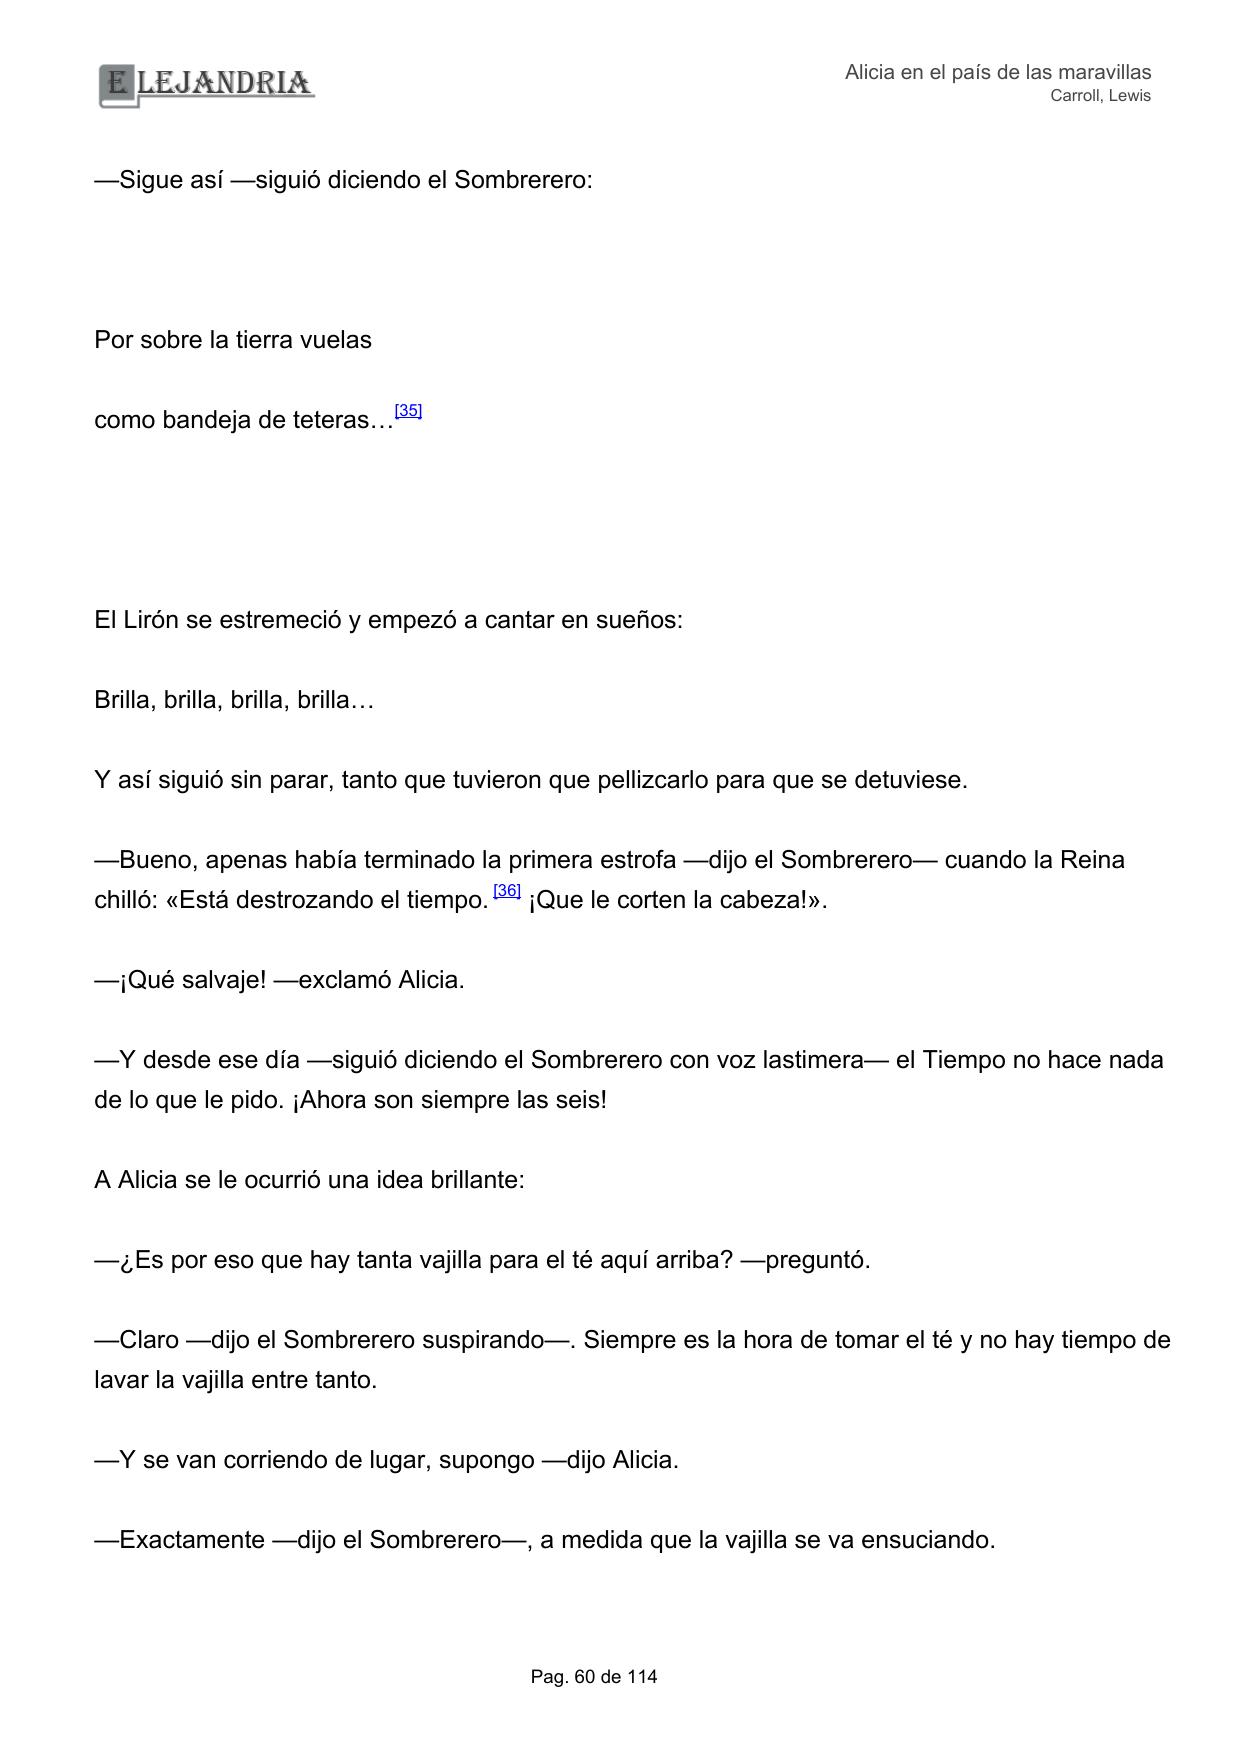 ELEJANDRIA
Alicia en el país de las maravillas
Carroll, Lewis
—Sigue así —siguió diciendo el Sombrerero:
Por sobre la tierra vuelas
como bandeja de teteras…[35]
El Lirón se estremeció y empezó a cantar en sueños:
Brilla, brilla, brilla, brilla…
Y así siguió sin parar, tanto que tuvieron que pellizcarlo para que se detuviese.
—Bueno, apenas había terminado la primera estrofa —dijo el Sombrerero— cuando la Reina
chilló: «Está destrozando el tiempo. [36] ¡Que le corten la cabeza!».
—¡Qué salvaje! —exclamó Alicia.
—Y desde ese día —siguió diciendo el Sombrerero con voz lastimera— el Tiempo no hace nada
de lo que le pido. ¡Ahora son siempre las seis!
A Alicia se le ocurrió una idea brillante:
—¿Es por eso que hay tanta vajilla para el té aquí arriba? —preguntó.
—Claro —dijo el Sombrerero suspirando—. Siempre es la hora de tomar el té y no hay tiempo de
lavar la vajilla entre tanto.
—Y se van corriendo de lugar, supongo —dijo Alicia.
—Exactamente —dijo el Sombrerero—, a medida que la vajilla se va ensuciando.
Pag. 60 de 114